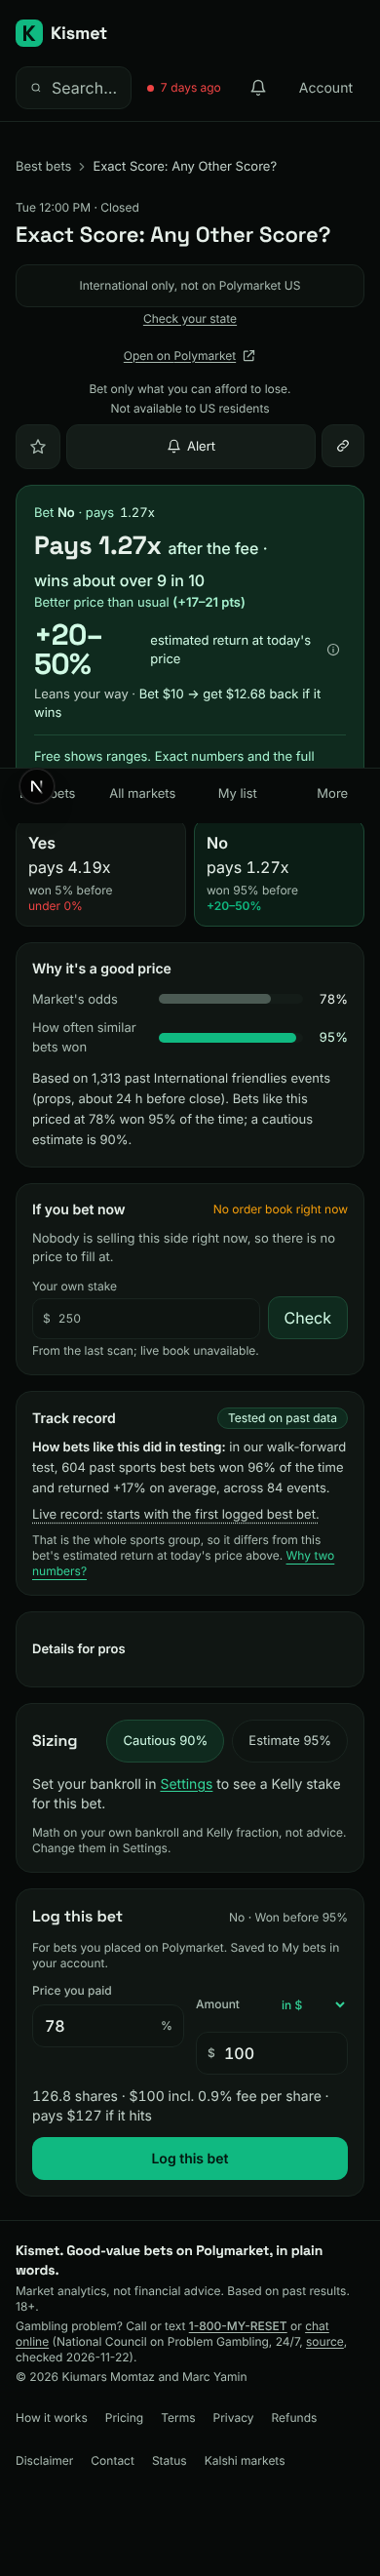 Kismet
Search...
7 days ago
Account
Best bets > Exact Score: Any Other Score?
Tue 12:00 PM · Closed
Exact Score: Any Other Score?
International only, not on Polymarket US
Check your state
Open on Polymarket
Bet only what you can afford to lose.
Not available to US residents
Alert
Bet No · pays 1.27x
Pays 1.27x after the fee ·
wins about over 9 in 10
Better price than usual (+17–21 pts)
+20–
50%
estimated return at today's
price
Leans your way · Bet $10 → get $12.68 back if it
wins
Free shows ranges. Exact numbers and the full
N
All markets
My list
More
Yes
pays 4.19x
won 5% before
under 0%
No
pays 1.27x
won 95% before
+20–50%
Why it's a good price
Market's odds
78%
How often similar
bets won
95%
Based on 1,313 past International friendlies events
(props, about 24 h before close). Bets like this
priced at 78% won 95% of the time; a cautious
estimate is 90%.
If you bet now
No order book right now
Nobody is selling this side right now, so there is no
price to fill at.
Your own stake
$ 250
Check
From the last scan; live book unavailable.
Track record
Tested on past data
How bets like this did in testing: in our walk-forward
test, 604 past sports best bets won 96% of the time
and returned +17% on average, across 84 events.
Live record: starts with the first logged best bet.
That is the whole sports group, so it differs from this
bet's estimated return at today's price above. Why two
numbers?
Details for pros
Sizing
Cautious 90%
Estimate 95%
Set your bankroll in Settings to see a Kelly stake
for this bet.
Math on your own bankroll and Kelly fraction, not advice.
Change them in Settings.
Log this bet
No · Won before 95%
For bets you placed on Polymarket. Saved to My bets in
your account.
Price you paid
78 %
Amount
in $
$ 100
126.8 shares · $100 incl. 0.9% fee per share ·
pays $127 if it hits
Log this bet
Kismet. Good-value bets on Polymarket, in plain
words.
Market analytics, not financial advice. Based on past results.
18+.
Gambling problem? Call or text 1-800-MY-RESET or chat
online (National Council on Problem Gambling, 24/7, source,
checked 2026-11-22).
© 2026 Kiumars Momtaz and Marc Yamin
How it works
Pricing
Terms
Privacy
Refunds
Disclaimer
Contact
Status
Kalshi markets